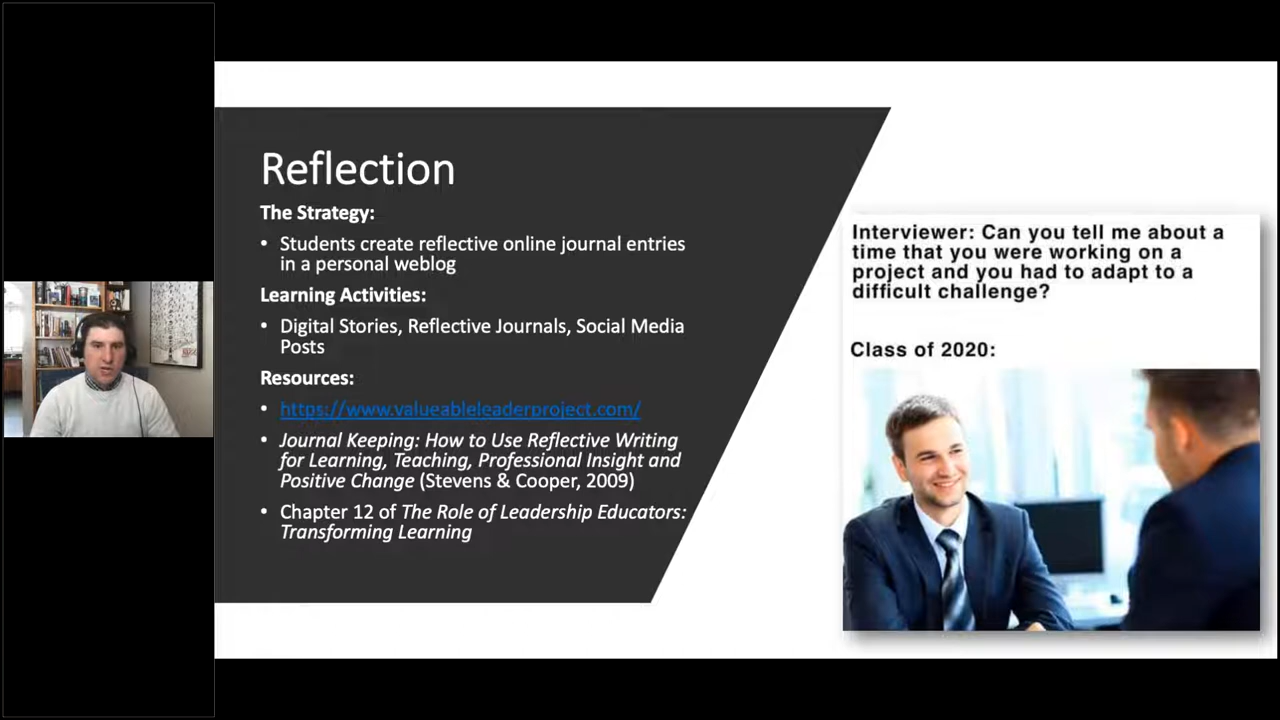 Reflection
The Strategy:
• Students create reflective online journal entries
in a personal weblog
Learning Activities:
• Digital Stories, Reflective Journals, Social Media
Posts
Resources:
• https://www.valueableleaderproject.com/
• Journal Keeping: How to Use Reflective Writing
for Learning, Teaching, Professional Insight and
Positive Change (Stevens & Cooper, 2009)
• Chapter 12 of The Role of Leadership Educators:
Transforming Learning
Interviewer: Can you tell me about a
time that you were working on a
project and you had to adapt to a
difficult challenge?
Class of 2020: